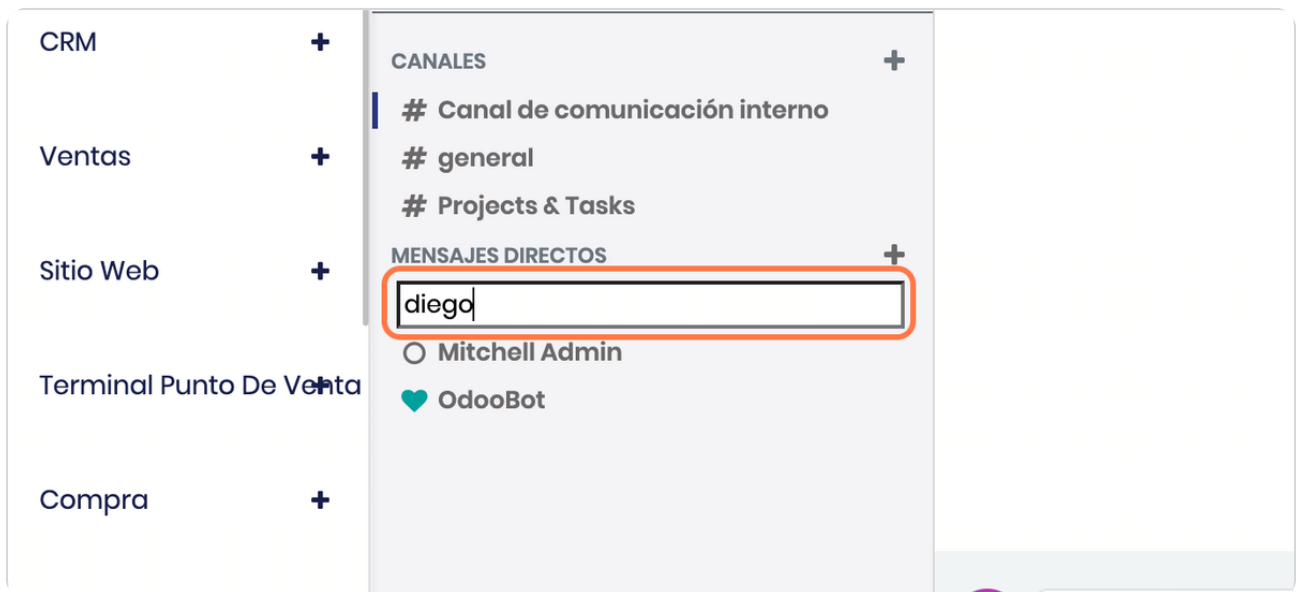 CRM
Ventas
Sitio Web
Terminal Punto De Venta
Compra
CANALES
# Canal de comunicación interno
# general
# Projects & Tasks
MENSAJES DIRECTOS
diego
Mitchell Admin
OdooBot